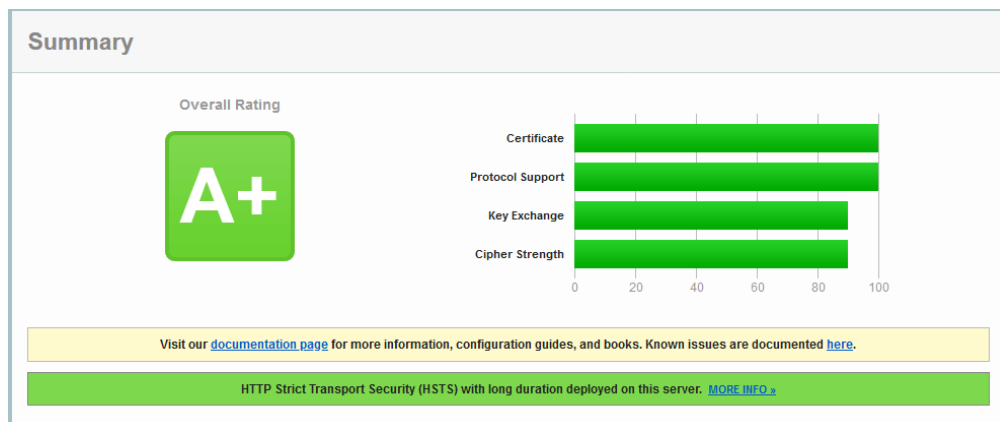 Summary
Overall Rating
A+
Certificate
Protocol Support
Key Exchange
Cipher Strength
0 20 40 60 80 100
Visit our documentation page for more information, configuration guides, and books. Known issues are documented here.
HTTP Strict Transport Security (HSTS) with long duration deployed on this server. MORE INFO »